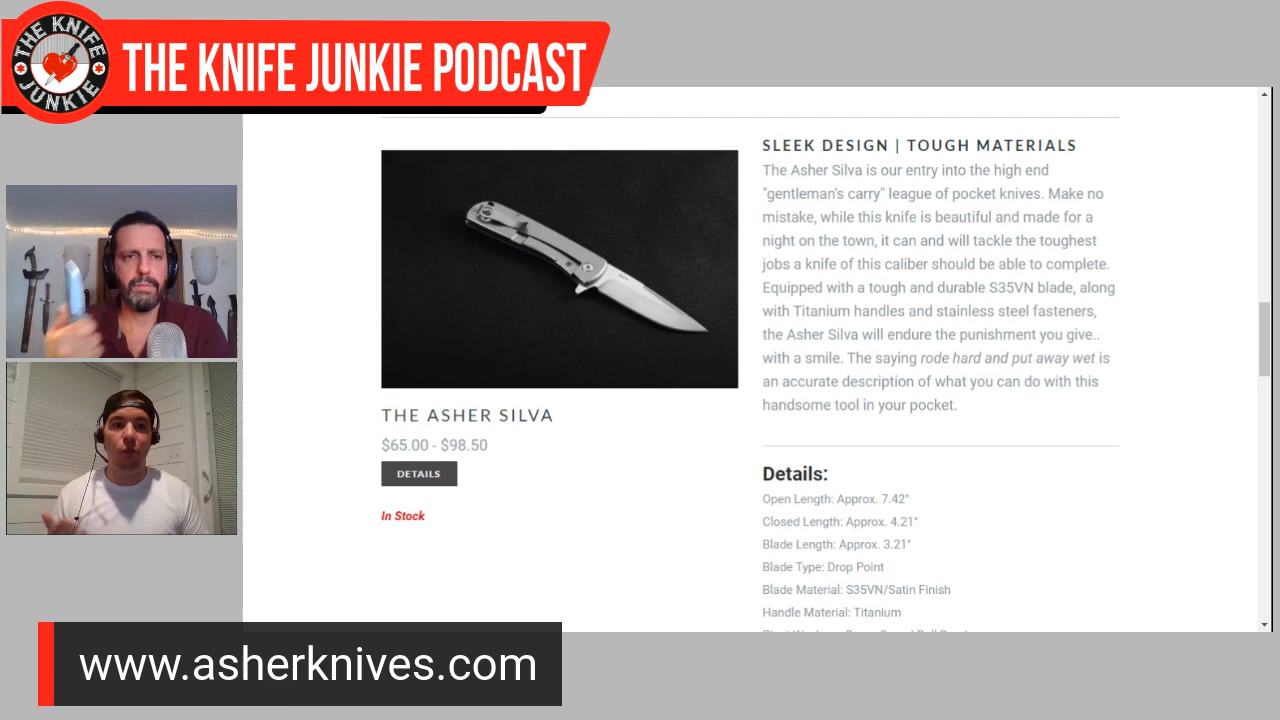 THE KNIFE
JUNKIE
THE KNIFE JUNKIE PODCAST
SLEEK DESIGN | TOUGH MATERIALS
The Asher Silva is our entry into the high end
"gentleman's carry" league of pocket knives. Make no
mistake, while this knife is beautiful and made for a
night on the town, it can and will tackle the toughest
jobs a knife of this caliber should be able to complete.
Equipped with a tough and durable S35VN blade, along
with Titanium handles and stainless steel fasteners,
the Asher Silva will endure the punishment you give..
with a smile. The saying rode hard and put away wet is
an accurate description of what you can do with this
handsome tool in your pocket.
THE ASHER SILVA
$65.00 - $98.50
DETAILS
In Stock
Details:
Open Length: Approx. 7.42"
Closed Length: Approx. 4.21"
Blade Length: Approx. 3.21"
Blade Type: Drop Point
Blade Material: S35VN/Satin Finish
Handle Material: Titanium
www.asherknives.com